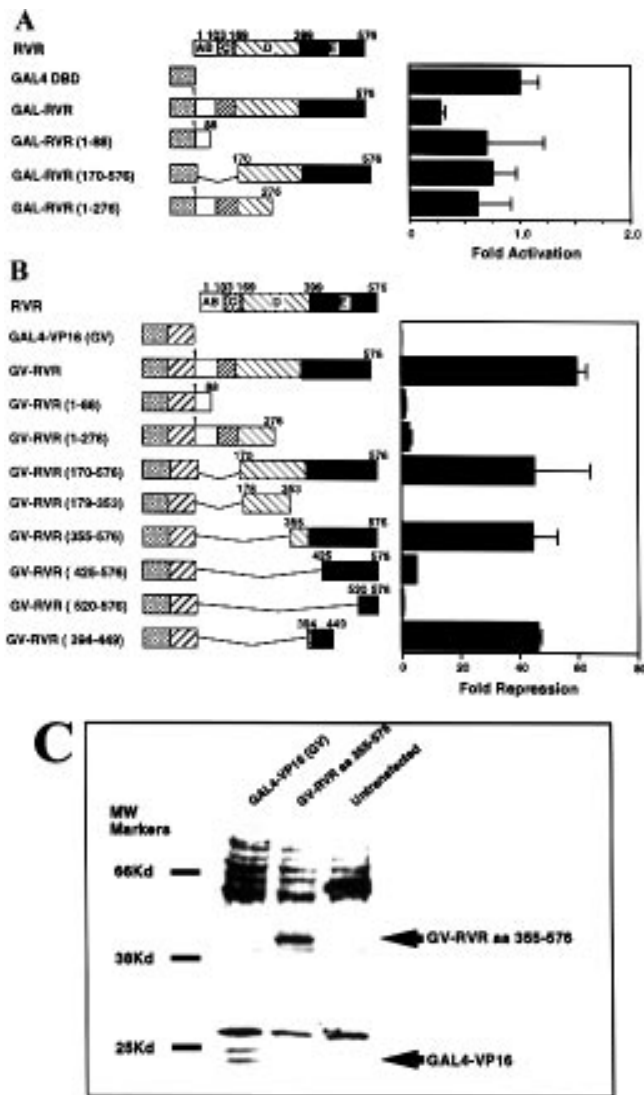 A
1 103 169 399 576
RVR AB C D E
GAL4 DBD
1 576
GAL-RVR
1 88
GAL-RVR (1-88)
170 576
GAL-RVR (170-576)
1 276
GAL-RVR (1-276)
0 1.0 2.0
Fold Activation
B
1 103 169 399 576
RVR AB C D E
GAL4-VP16 (GV)
1 576
GV-RVR
1 88
GV-RVR (1-88)
1 276
GV-RVR (1-276)
170 576
GV-RVR (170-576)
353
GV-RVR (179-353)
355 576
GV-RVR (355-576)
425 576
GV-RVR ( 425-576)
520 576
GV-RVR ( 520-576)
394 449
GV-RVR ( 394-449)
0 20 40 60 80
Fold Repression
C
GAL4-VP16 (GV)
GV-RVR aa 355-576
Untransfected
MW
Markers
66Kd
GV-RVR aa 355-576
25Kd
GAL4-VP16